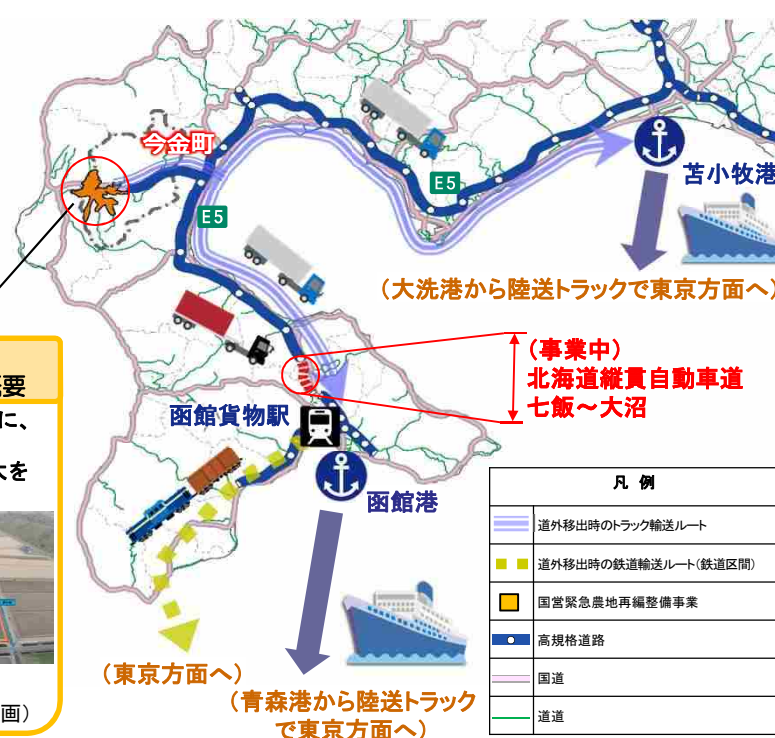 今金町
E5
E5
苫小牧港
(大洗港から陸送トラックで東京方面へ)
(事業中)
北海道縦貫自動車道
七飯～大沼
要
に、
を
函館貨物駅
函館港
(東京方面へ)
(青森港から陸送トラック
で東京方面へ)
画)
凡 例
道外移出時のトラック輸送ルート
道外移出時の鉄道輸送ルート(鉄道区間)
国営緊急農地再編整備事業
高規格道路
国道
道道